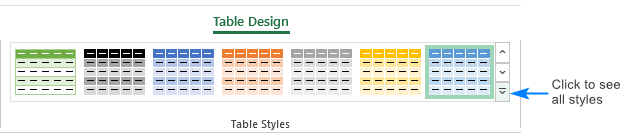 Table Design
Click to see
all styles
Table Styles